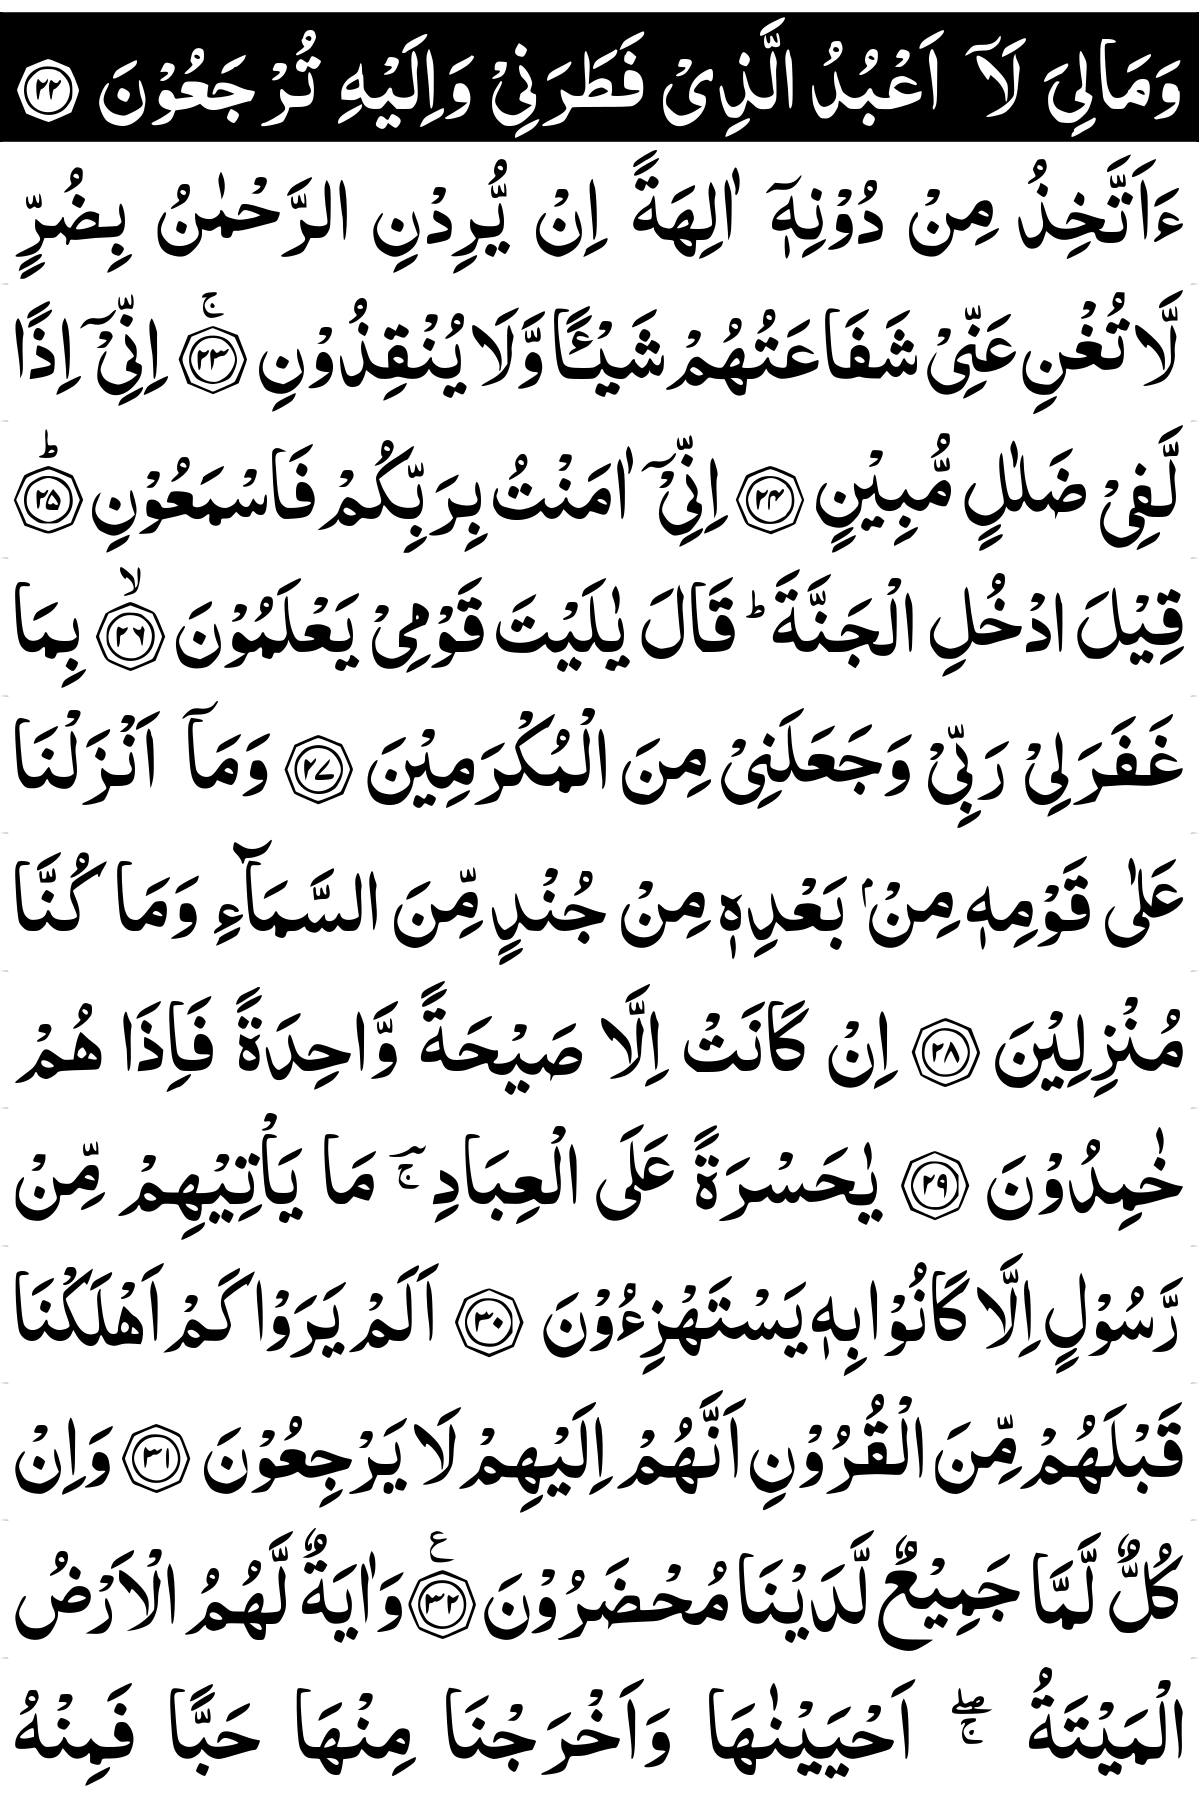 وَمَالِیَ لَاۤ اَعْبُدُ الَّذِیْ فَطَرَنِیْ وَاِلَیْهِ تُرْجَعُوْنَ ﴿۲۲﴾
ءَاَتَّخِذُ مِنْ دُوْنِهٖۤ اٰلِهَةً اِنْ یُّرِدْنِ الرَّحْمٰنُ بِضُرٍّ
لَّا تُغْنِ عَنِّیْ شَفَاعَتُهُمْ شَیْـًٔا وَّلَا یُنْقِذُوْنِ ﴿۲۳﴾ۚ اِنِّیْۤ اِذًا
لَّفِیْ ضَلٰلٍ مُّبِیْنٍ ﴿۲۴﴾ اِنِّیْۤ اٰمَنْتُ بِرَبِّكُمْ فَاسْمَعُوْنِ ﴿۲۵﴾ؕ
قِیْلَ ادْخُلِ الْجَنَّةَ ؕ قَالَ یٰلَیْتَ قَوْمِیْ یَعْلَمُوْنَ ﴿۲۶﴾ۙ بِمَا
غَفَرَ لِیْ رَبِّیْ وَجَعَلَنِیْ مِنَ الْمُكْرَمِیْنَ ﴿۲۷﴾ وَمَاۤ اَنْزَلْنَا
عَلٰی قَوْمِهٖ مِنْۢ بَعْدِهٖ مِنْ جُنْدٍ مِّنَ السَّمَآءِ وَمَا كُنَّا
مُنْزِلِیْنَ ﴿۲۸﴾ اِنْ كَانَتْ اِلَّا صَیْحَةً وَّاحِدَةً فَاِذَا هُمْ
خٰمِدُوْنَ ﴿۲۹﴾ یٰحَسْرَةً عَلَی الْعِبَادِ ۣۚ مَا یَاْتِیْهِمْ مِّنْ
رَّسُوْلٍ اِلَّا كَانُوْا بِهٖ یَسْتَهْزِءُوْنَ ﴿۳۰﴾ اَلَمْ یَرَوْا كَمْ اَهْلَكْنَا
قَبْلَهُمْ مِّنَ الْقُرُوْنِ اَنَّهُمْ اِلَیْهِمْ لَا یَرْجِعُوْنَ ﴿۳۱﴾ وَاِنْ
كُلٌّ لَّمَّا جَمِیْعٌ لَّدَیْنَا مُحْضَرُوْنَ ﴿۳۲﴾ؑ وَاٰیَةٌ لَّهُمُ الْاَرْضُ
الْمَیْتَةُ ۖۚ اَحْیَیْنٰهَا وَاَخْرَجْنَا مِنْهَا حَبًّا فَمِنْهُ